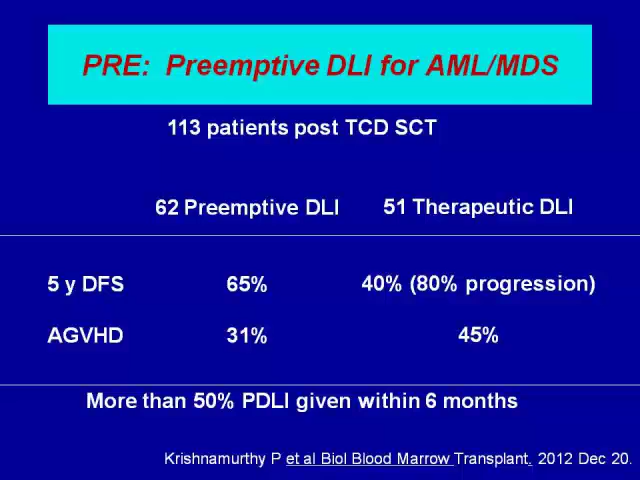 PRE: Preemptive DLI for AML/MDS
113 patients post TCD SCT
62 Preemptive DLI 51 Therapeutic DLI
5 y DFS 65% 40% (80% progression)
AGVHD 31% 45%
More than 50% PDLI given within 6 months
Krishnamurthy P et al Biol Blood Marrow Transplant. 2012 Dec 20.